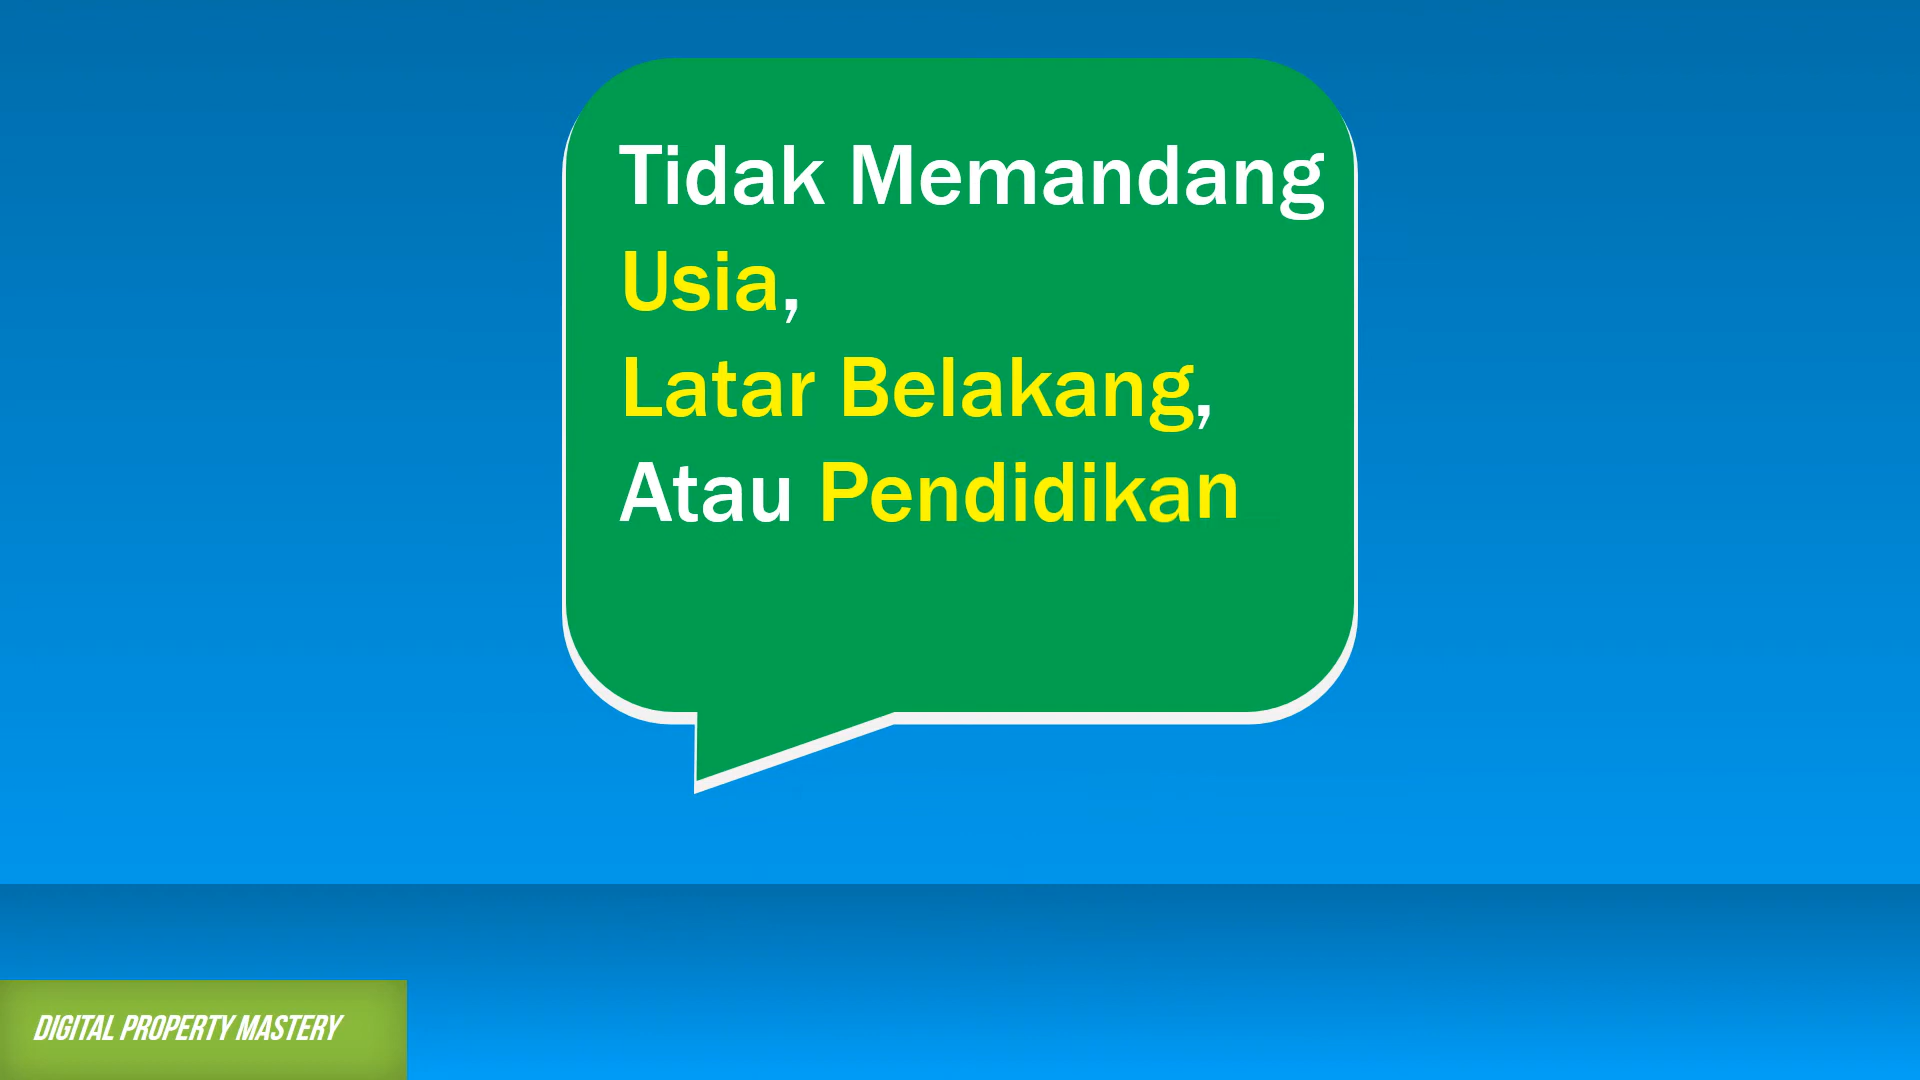 Tidak Memandang
Usia,
Latar Belakang,
Atau Pendidikan
DIGITAL PROPERTY MASTERY